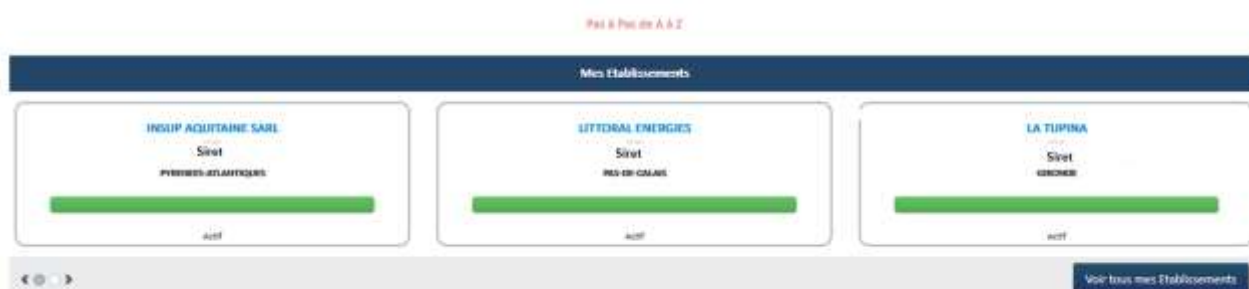 Pas à Pas de A à Z
Mes Etablissements
INSUP AQUITAINE SARL
Siret
PYRENEES-ATLANTIQUES
Actif
LITTORAL ENERGIES
Siret
PAS-DE-CALAIS
Actif
LA TUPINA
Siret
GIRONDE
Actif
Voir tous mes Etablissements